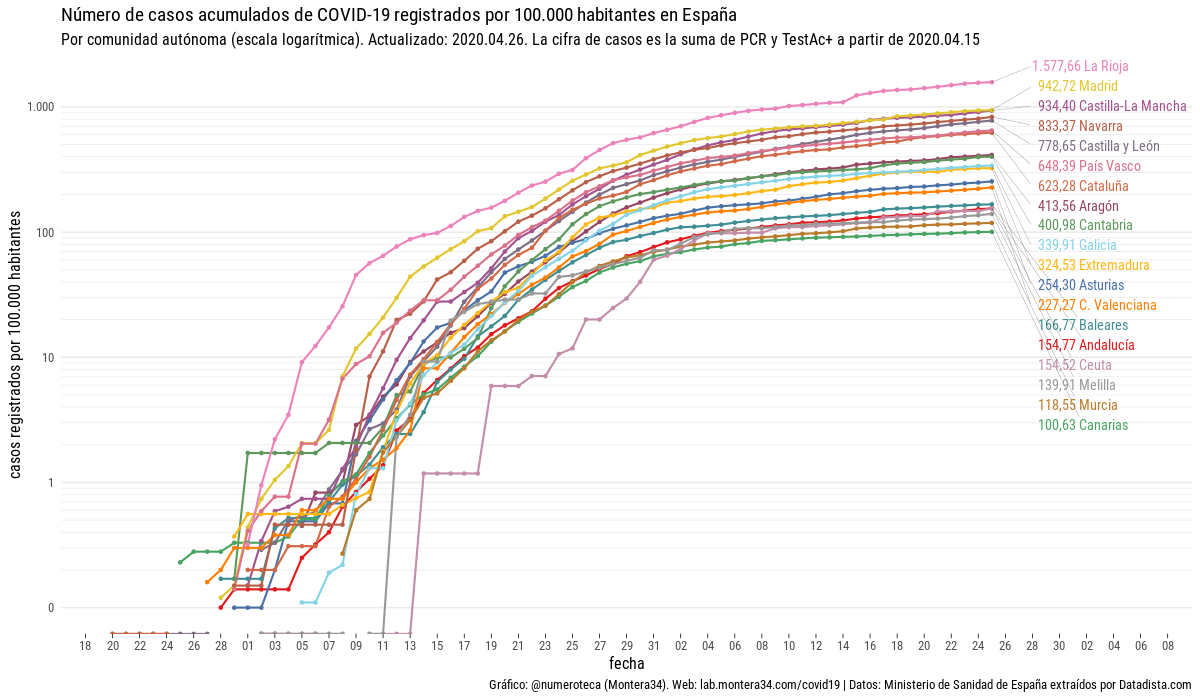 Número de casos acumulados de COVID-19 registrados por 100.000 habitantes en España
Por comunidad autónoma (escala logarítmica). Actualizado: 2020.04.26. La cifra de casos es la suma de PCR y TestAc+ a partir de 2020.04.15
casos registrados por 100.000 habitantes
1.000
100
10
1
0
1.577,66 La Rioja
942,72 Madrid
934,40 Castilla-La Mancha
833,37 Navarra
778,65 Castilla y León
648,39 País Vasco
623,28 Cataluña
413,56 Aragón
400,98 Cantabria
339,91 Galicia
324,53 Extremadura
254,30 Asturias
227,27 C. Valenciana
166,77 Baleares
154,77 Andalucía
154,52 Ceuta
139,91 Melilla
118,55 Murcia
100,63 Canarias
18 20 22 24 26 28 01 03 05 07 09 11 13 15 17 19 21 23 25 27 29 31 02 04 06 08 10 12 14 16 18 20 22 24 26 28 30 02 04 06 08
fecha
Gráfico: @numeroteca (Montera34). Web: lab.montera34.com/covid19 | Datos: Ministerio de Sanidad de España extraídos por Datadista.com